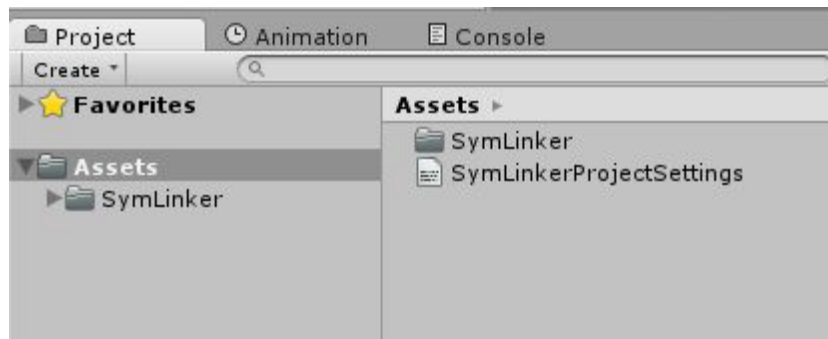 Project Animation Console
Create
Favorites
Assets
SymLinker
Assets
SymLinker
SymLinkerProjectSettings